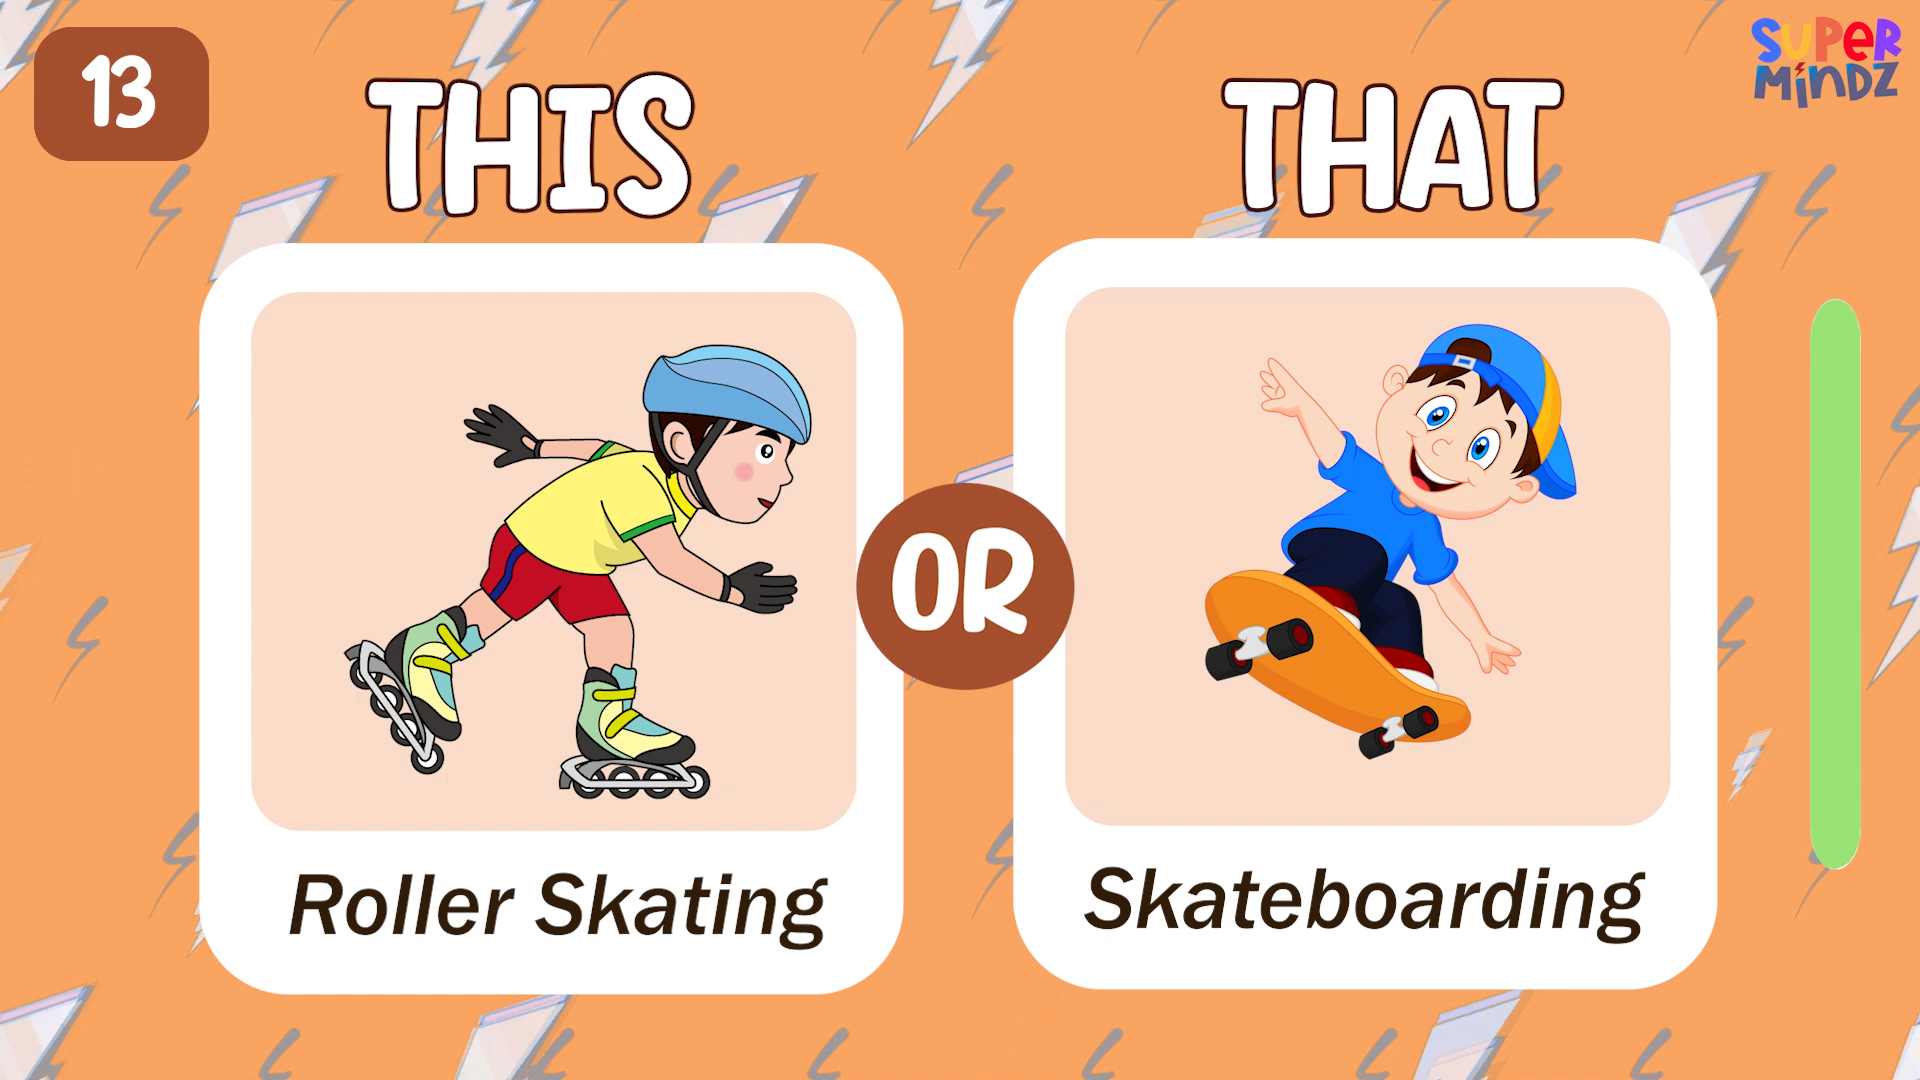 13
THIS
THAT
SUPER
MINDZ
OR
Roller Skating
Skateboarding